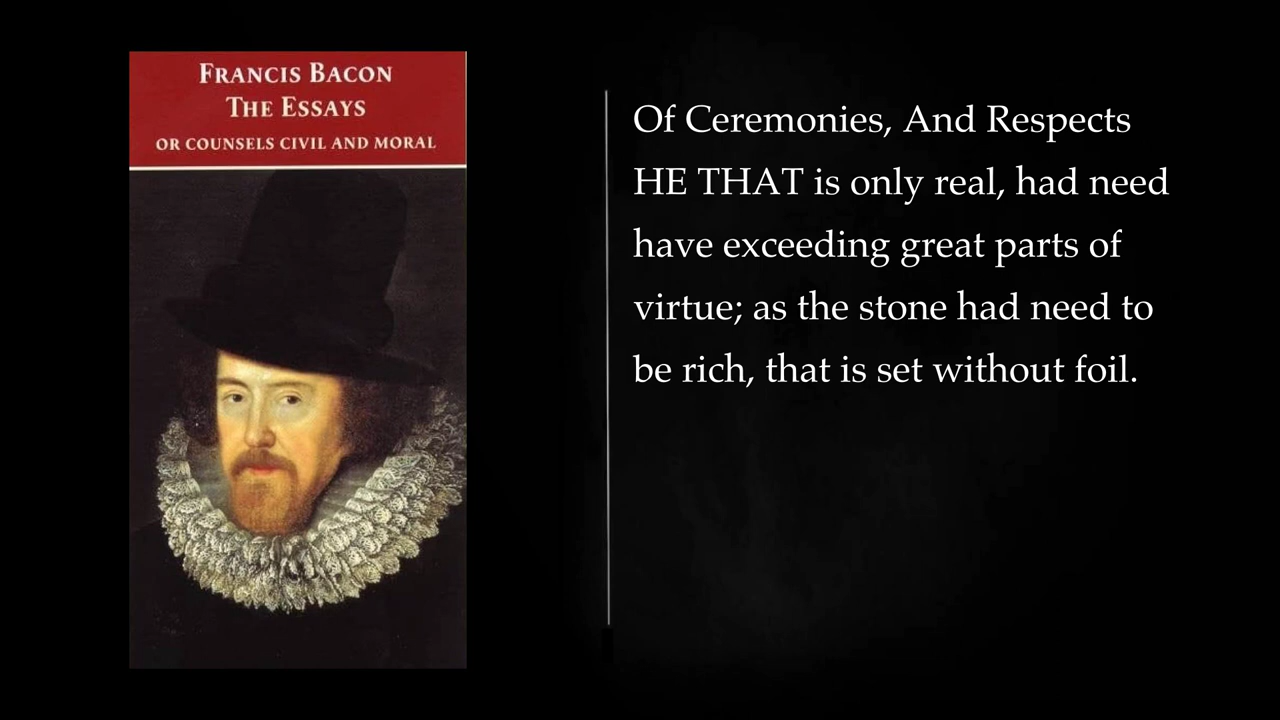 FRANCIS BACON
THE ESSAYS
OR COUNSELS CIVIL AND MORAL
Of Ceremonies, And Respects
HE THAT is only real, had need
have exceeding great parts of
virtue; as the stone had need to
be rich, that is set without foil.